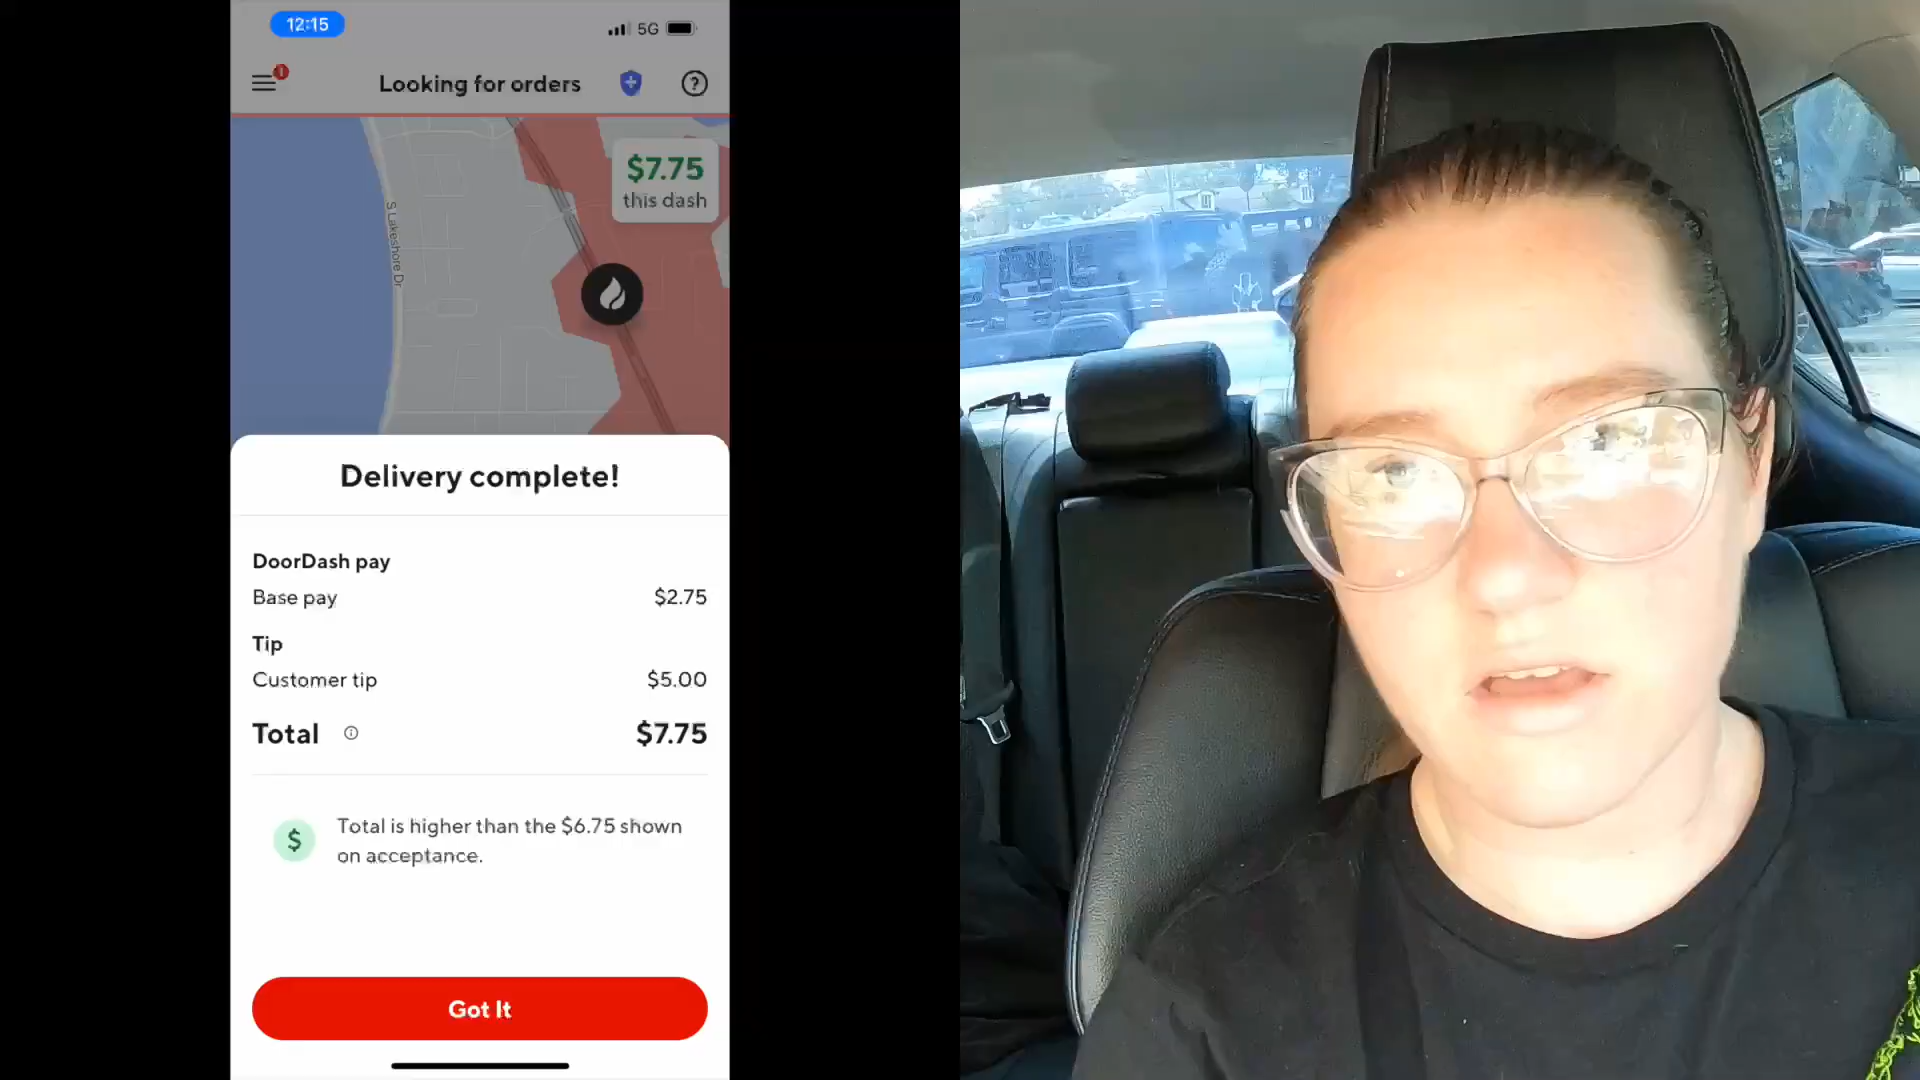 12:15
5G
1
Looking for orders
?
$7.75
this dash
S Lakeshore Dr
Delivery complete!
DoorDash pay
Base pay $2.75
Tip
Customer tip $5.00
Total $7.75
$ Total is higher than the $6.75 shown
on acceptance.
Got It